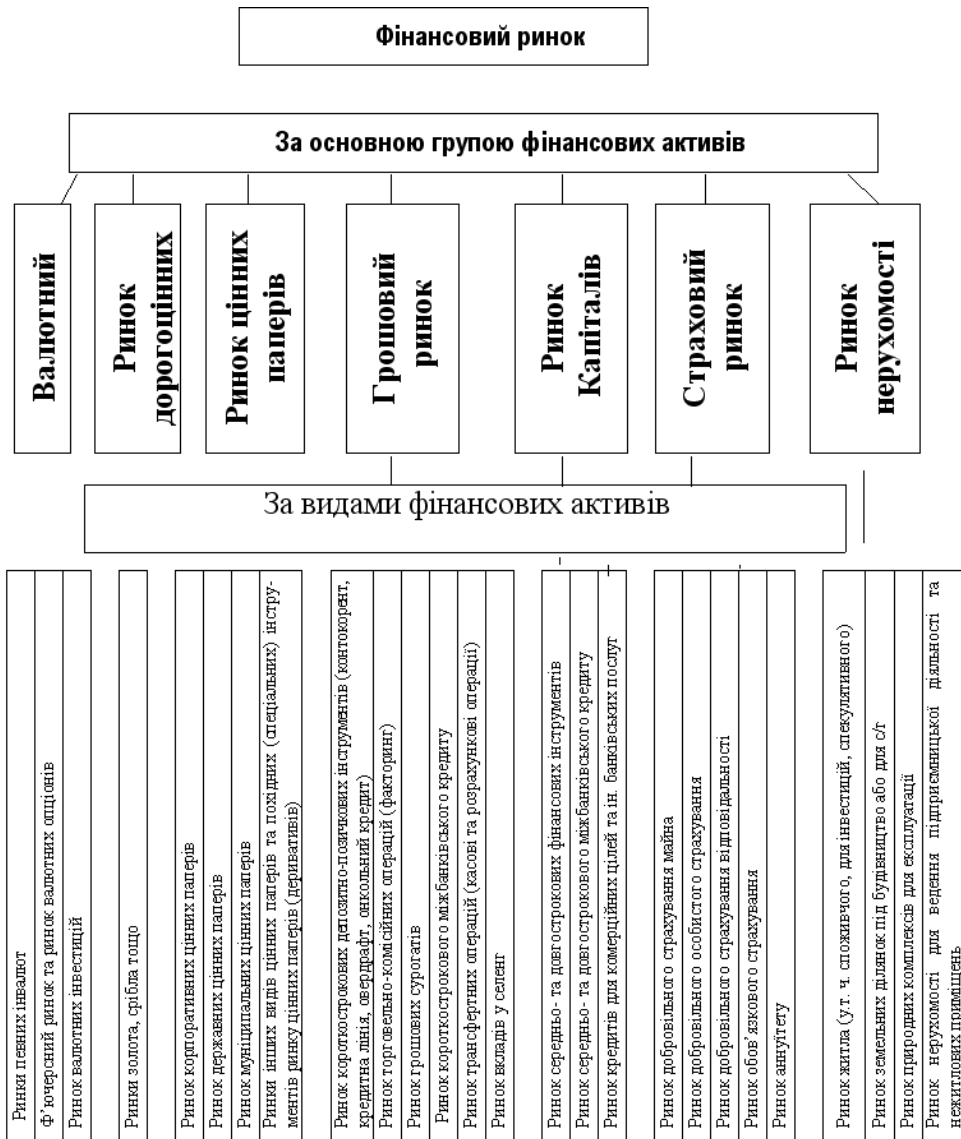 Фінансовий ринок
За основною групою фінансових активів
Валютний
Ринок
дорогоцінних
Ринок цінних
паперів
Грошовий
ринок
Ринок
Капіталів
Страховий
ринок
Ринок
нерухомості
За видами фінансових активів
Ринки певних інвалют
Ф’ючерсний ринок та ринок валютних опціонів
Ринок валютних інвестицій
Ринки золота, срібла тощо
Ринок корпоративних цінних паперів
Ринок державних цінних паперів
Ринок муніципальних цінних паперів
Ринки інших видів цінних паперів та похідних (спеціальних) інстру-
ментів ринку цінних паперів (деривативів)
Ринок короткострокових депозитно-позичкових інструментів (контокорент,
кредитна лінія, овердрафт, онкольний кредит)
Ринок торговельно-комісійних операцій (факторинг)
Ринок грошових сурогатів
Ринок короткострокового міжбанківського кредиту
Ринок трансфертних операцій (касові та розрахункові операції)
Ринок вкладів у селенг
Ринок середньо- та довгострокових фінансових інструментів
Ринок середньо- та довгострокового міжбанківського кредиту
Ринок кредитів для комерційних цілей та ін. банківських послуг
Ринок добровільного страхування майна
Ринок добровільного особистого страхування
Ринок добровільного страхування відповідальності
Ринок обов’язкового страхування
Ринок аннуїтету
Ринок житла (у т. ч. споживчого, для інвестицій, спекулятивного)
Ринок земельних ділянок під будівництво або для с/г
Ринок природних комплексів для експлуатації
Ринок нерухомості для ведення підприємницької діяльності та
нежитлових приміщень